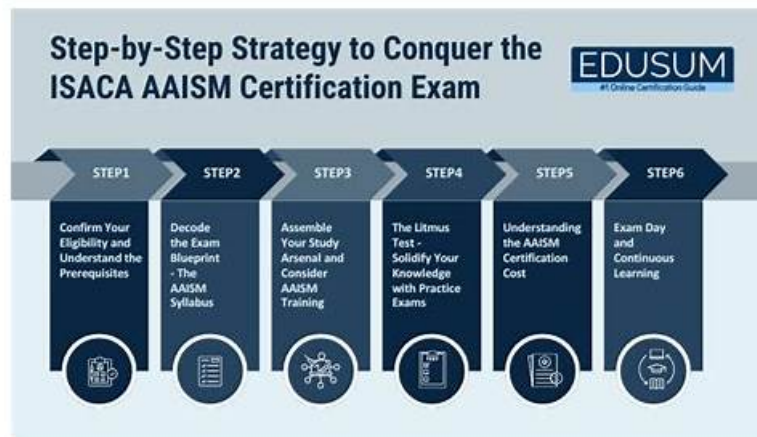 Step-by-Step Strategy to Conquer the
ISACA AAISM Certification Exam
EDUSUM
#1 Online Certification Guide
STEP1
STEP2
STEP3
STEP4
STEP5
STEP6
Confirm Your
Eligibility and
Understand the
Prerequisites
Decode
the Exam
Blueprint
- The
AAISM
Syllabus
Assemble
Your Study
Arsenal and
Consider
AAISM
Training
The Litmus
Test -
Solidify Your
Knowledge
with Practice
Exams
Understanding
the AAISM
Certification
Cost
Exam Day
and
Continuous
Learning